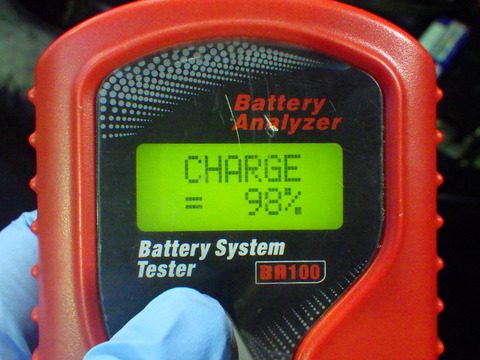 Battery
Analyzer
CHARGE
= 98%
Battery System
Tester
BA100